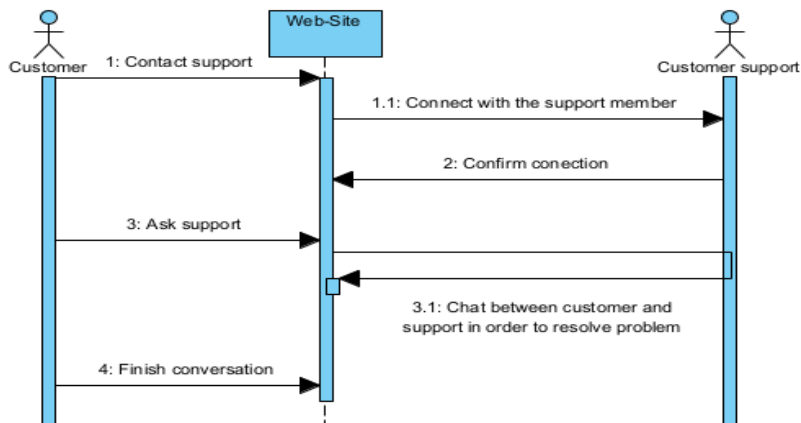 Web-Site
Customer
Customer support
1: Contact support
1.1: Connect with the support member
2: Confirm conection
3: Ask support
3.1: Chat between customer and
support in order to resolve problem
4: Finish conversation